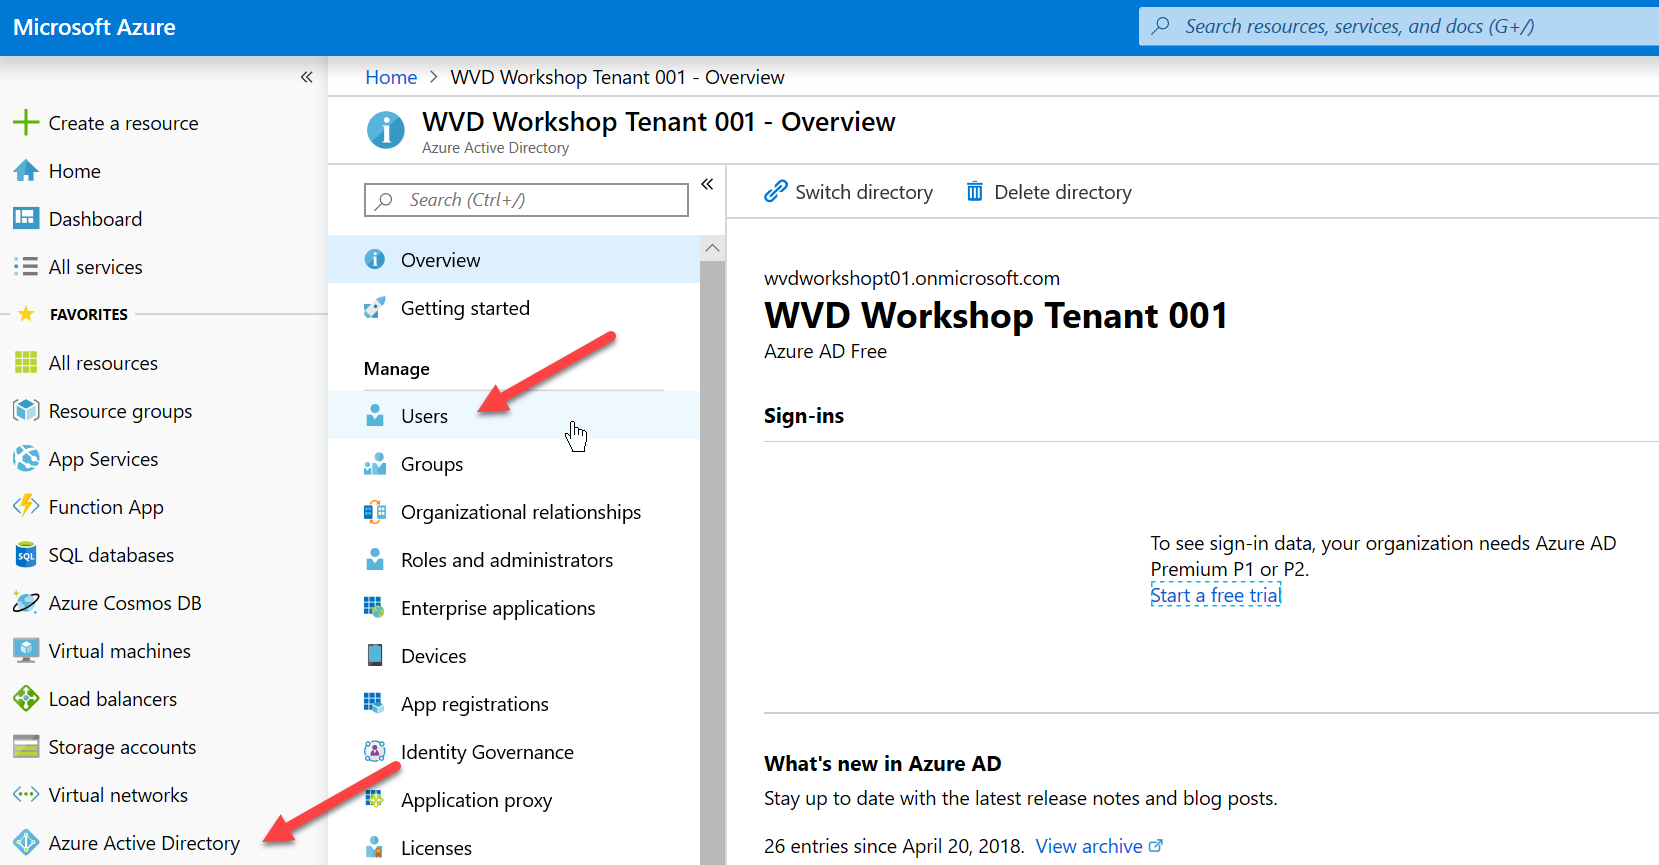 Microsoft Azure
Search resources, services, and docs (G+/)
Create a resource
Home
Dashboard
All services
FAVORITES
All resources
Resource groups
App Services
Function App
SQL
SQL databases
Azure Cosmos DB
Virtual machines
Load balancers
Storage accounts
Virtual networks
Azure Active Directory
Home > WVD Workshop Tenant 001 - Overview
WVD Workshop Tenant 001 - Overview
Azure Active Directory
Search (Ctrl+/)
Overview
Getting started
Manage
Users
Groups
Organizational relationships
Roles and administrators
Enterprise applications
Devices
App registrations
Identity Governance
Application proxy
Licenses
Switch directory
Delete directory
wvdworkshopt01.onmicrosoft.com
WVD Workshop Tenant 001
Azure AD Free
Sign-ins
To see sign-in data, your organization needs Azure AD
Premium P1 or P2.
Start a free trial
What's new in Azure AD
Stay up to date with the latest release notes and blog posts.
26 entries since April 20, 2018. View archive